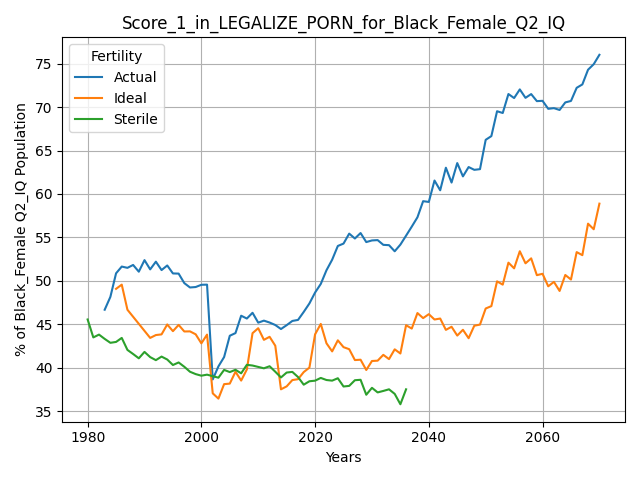 Score_1_in_LEGALIZE_PORN_for_Black_Female_Q2_IQ
Fertility
Actual
Ideal
Sterile
% of Black_Female Q2_IQ Population
75
70
65
60
55
50
45
40
35
1980
2000
2020
2040
2060
Years